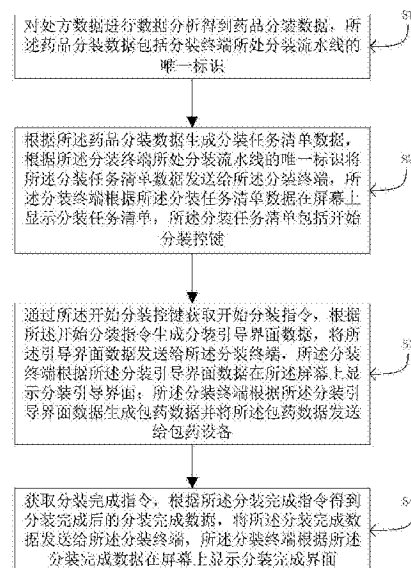 对处方数据进行数据分析得到药品分装数据，所
述药品分装数据包括分装终端所处分装流水线的
唯一标识
根据所述药品分装数据生成分装任务清单数据，
根据所述分装终端所处分装流水线的唯一标识将
所述分装任务清单数据发送给所述分装终端，所
述分装终端根据所述分装任务清单数据在屏幕上
显示分装任务清单，所述分装任务清单包括开始
分装控键
通过所述开始分装控键获取开始分装指令，根据
所述开始分装指令生成分装引导界面数据，将所
述引导界面数据发送给所述分装终端，所述分装
终端根据所述分装引导界面数据在所述屏幕上显
示分装引导界面；所述分装终端根据所述分装引
导界面数据生成包药数据并将所述包药数据发送
给包药设备
获取分装完成指令，根据所述分装完成指令得到
分装完成后的分装完成数据，将所述分装完成数
据发送给所述分装终端，所述分装终端根据所述
分装完成数据在屏幕上显示分装完成界面